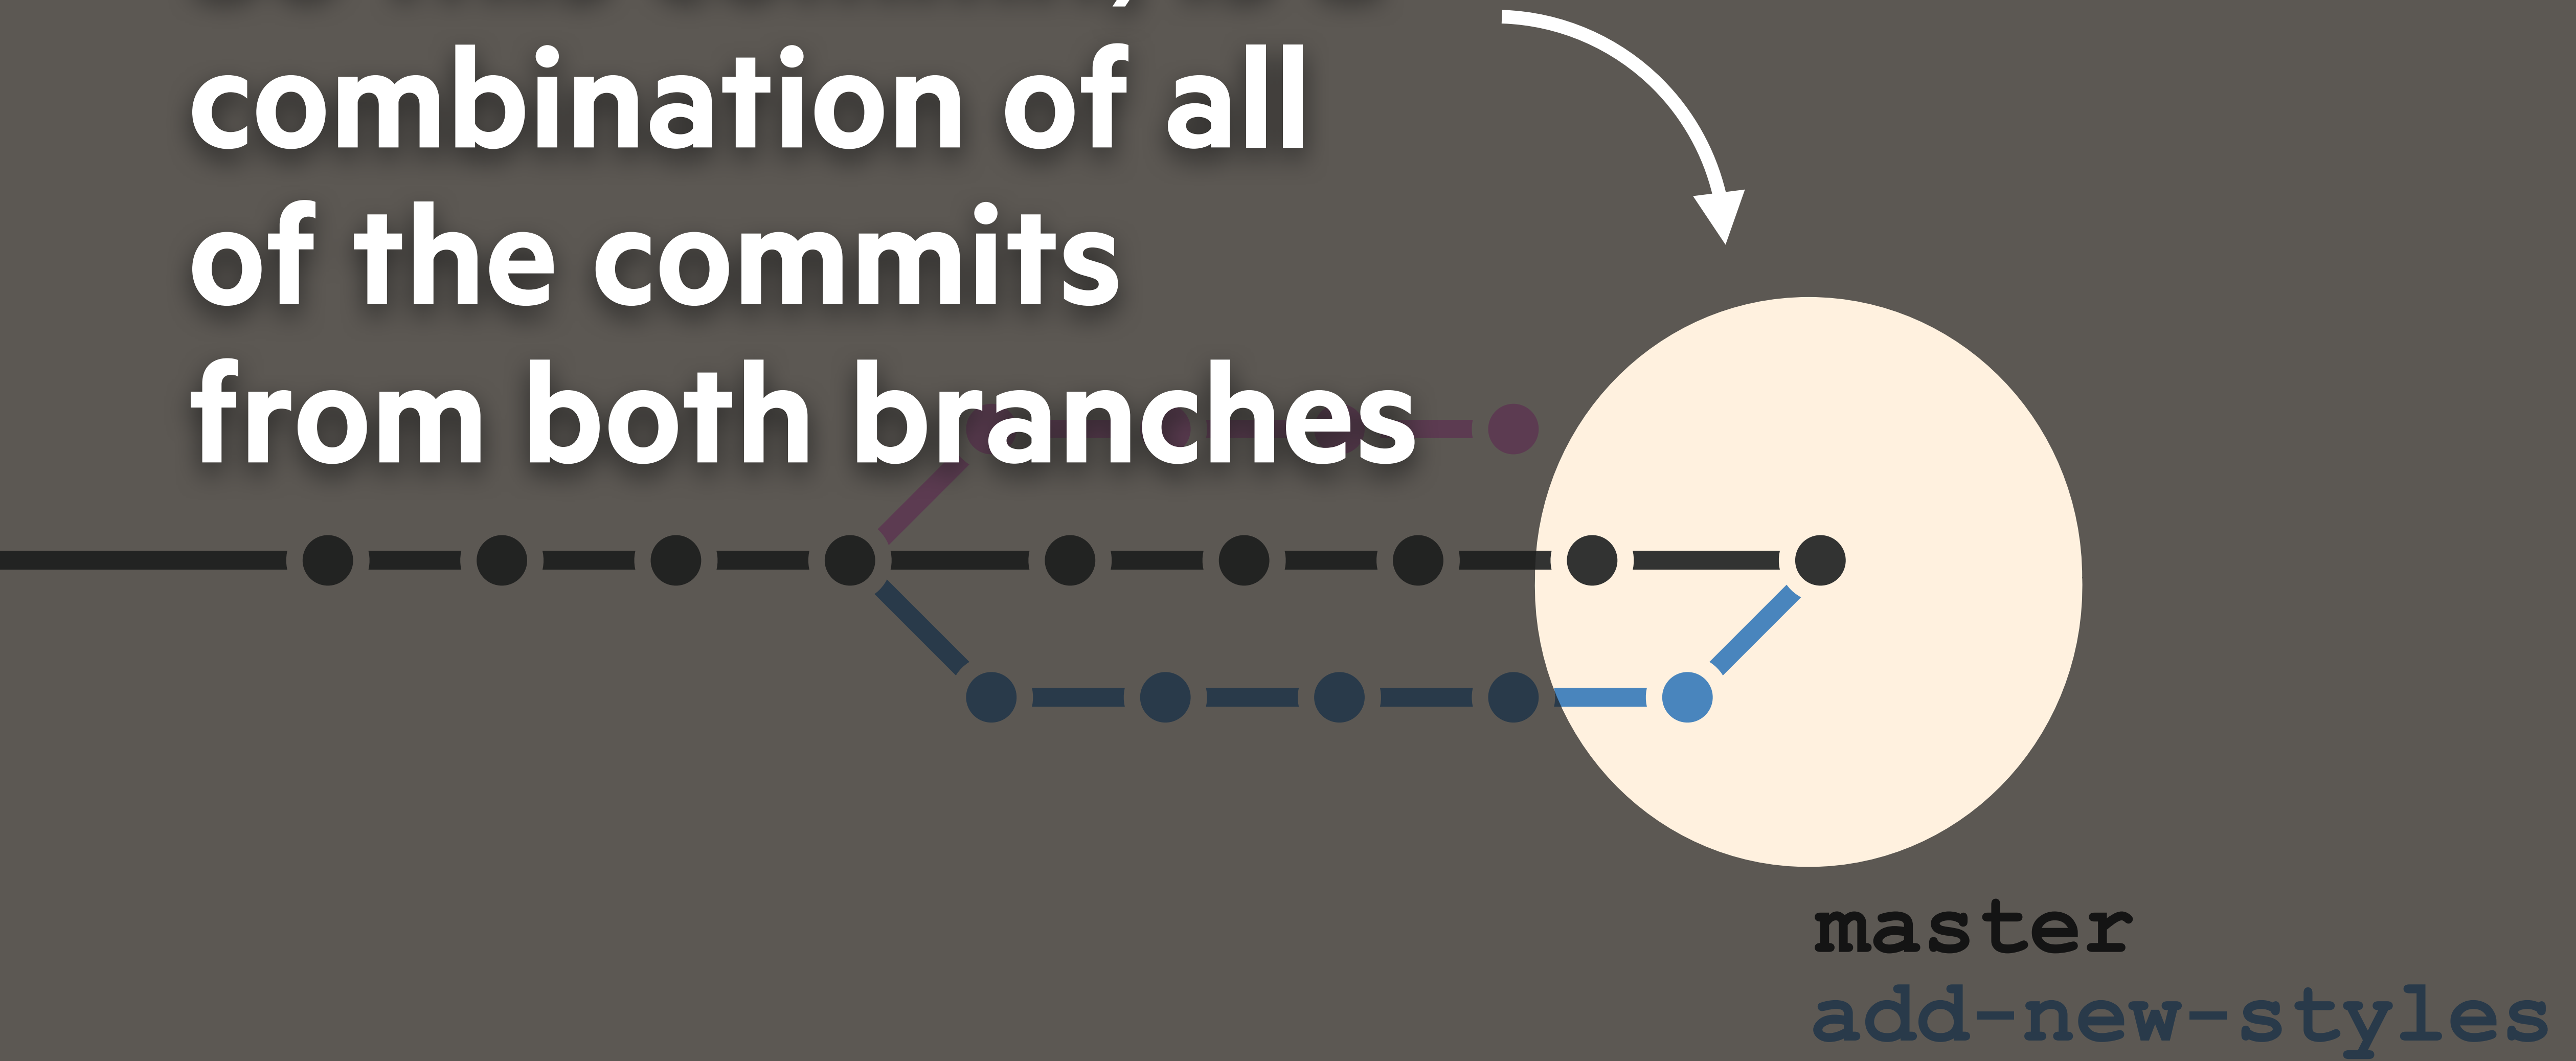 combination of all
of the commits
from both branches
master
add-new-styles